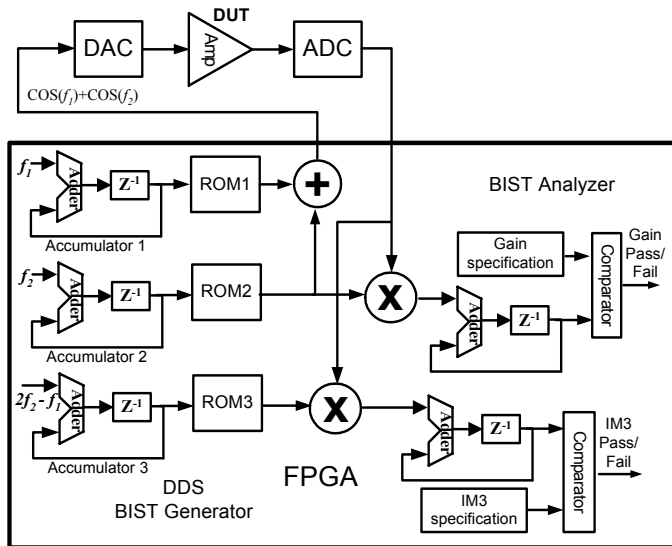 DUT
DAC
Amp
ADC
COS(f₁)+COS(f₂)
f₁
Adder
Z⁻¹
ROM1
+
BIST Analyzer
Accumulator 1
Gain
specification
Comparator
Gain
Pass/
Fail
f₂
Adder
Z⁻¹
ROM2
X
Adder
Z⁻¹
Accumulator 2
2f₂-f₁
Adder
Z⁻¹
ROM3
X
Adder
Z⁻¹
Comparator
IM3
Pass/
Fail
Accumulator 3
FPGA
DDS
BIST Generator
IM3
specification